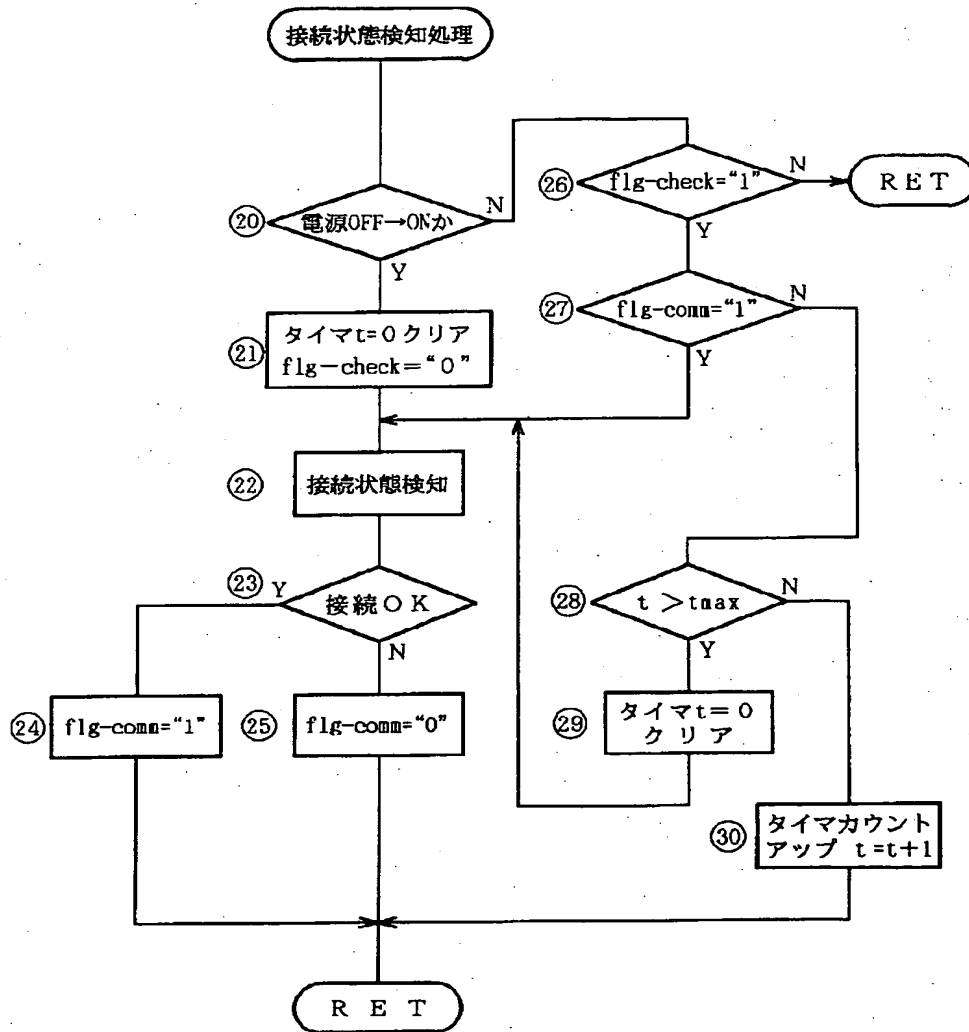 接続状態検知処理
⑳
電源OFF→ONか
N
Y
㉑
タイマt=0クリア
flg-check="0"
㉒
接続状態検知
㉓
Y
接続OK
N
㉔
flg-comm="1"
㉕
flg-comm="0"
㉖
flg-check="1"
N
RET
Y
㉗
flg-comm="1"
N
Y
㉘
t>tmax
N
Y
㉙
タイマt=0
クリア
㉚
タイマカウント
アップ t=t+1
RET